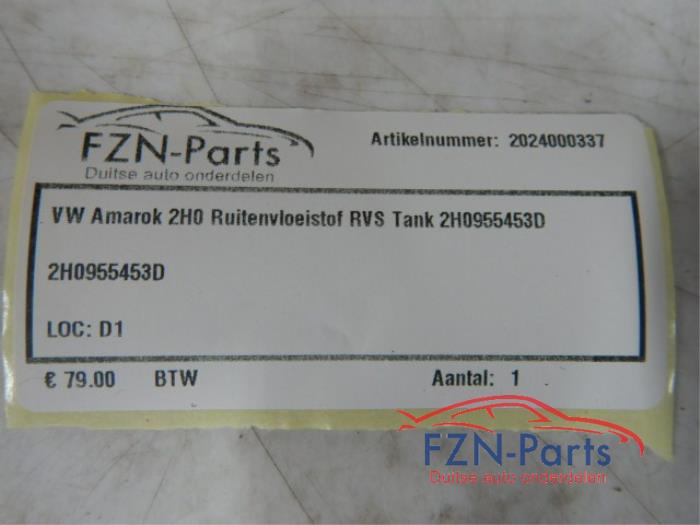 FZN-Parts
Duitse auto onderdelen
Artikelnummer: 2024000337
VW Amarok 2H0 Ruitenvloeistof RVS Tank 2H0955453D
2H0955453D
LOC: D1
€ 79.00 BTW Aantal: 1
FZN-Parts
Duitse auto onderdelen